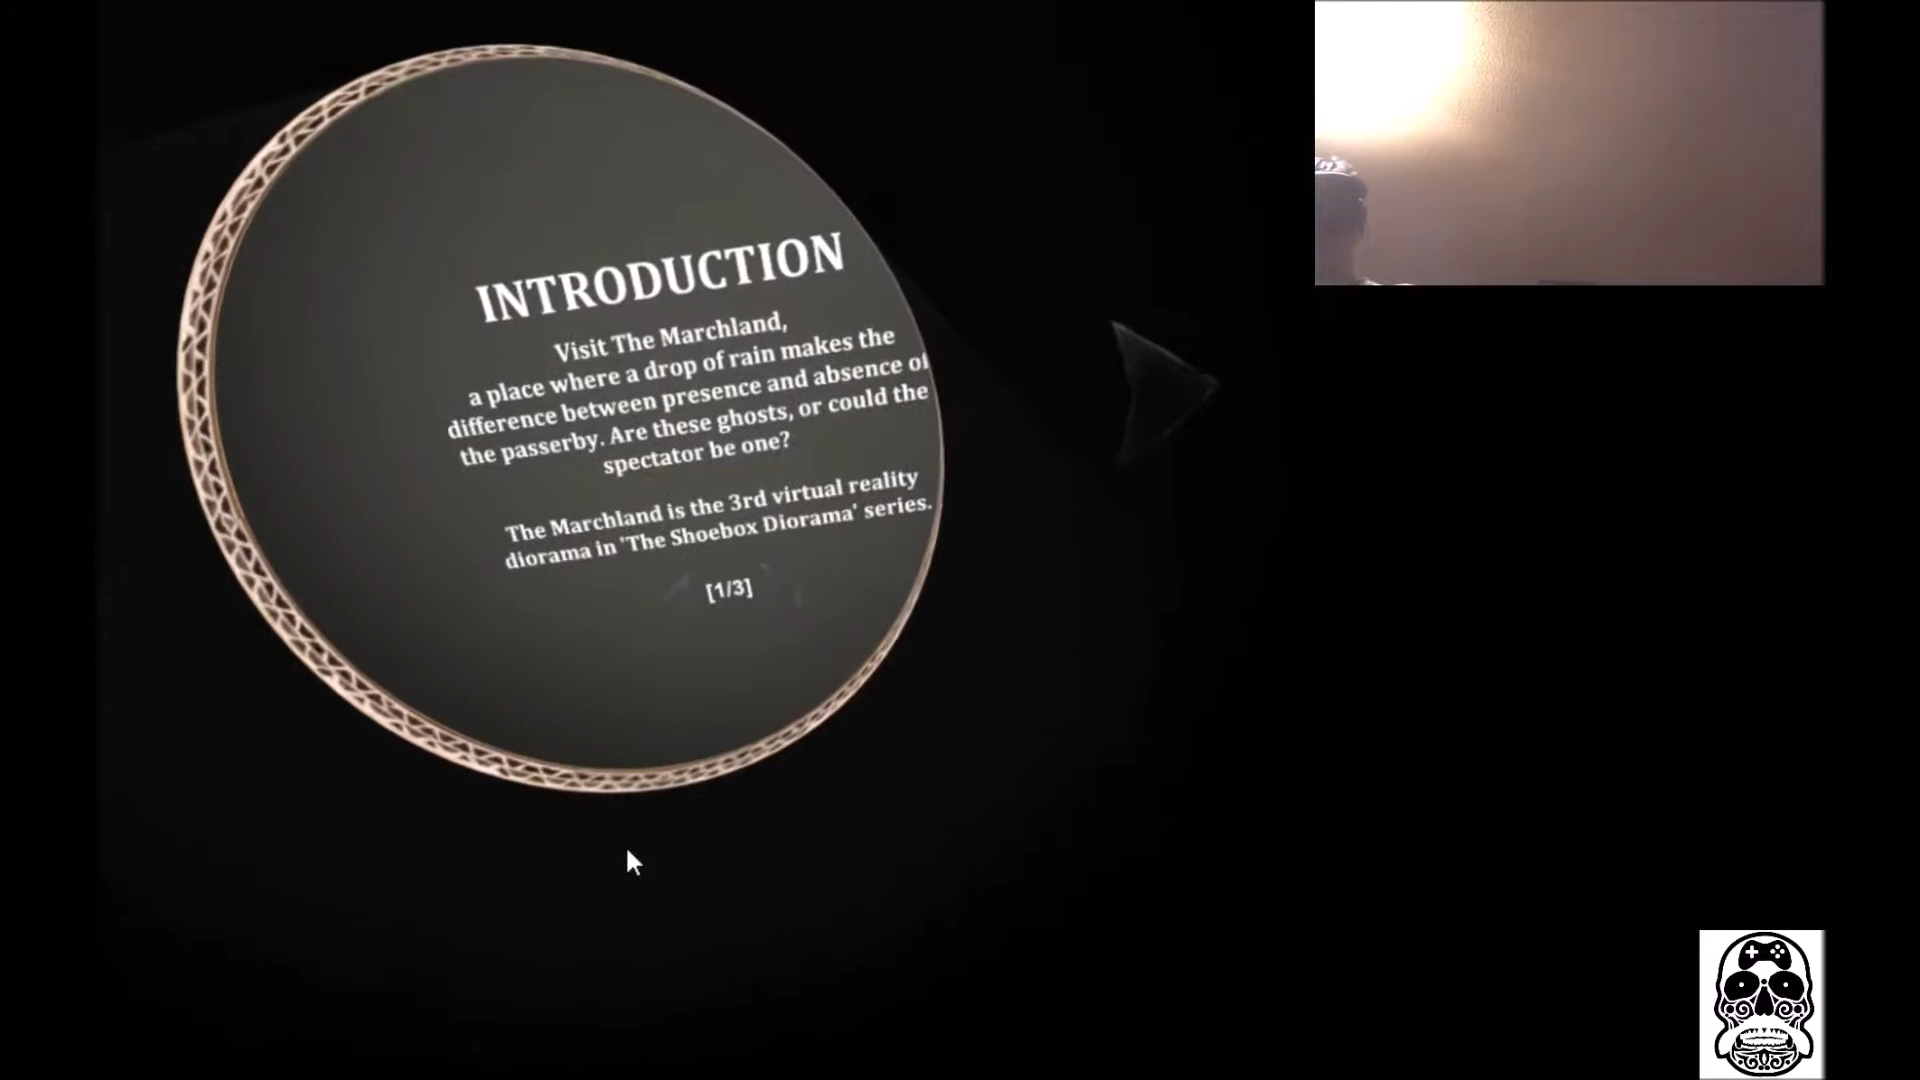 INTRODUCTION
Visit The Marchland,
a place where a drop of rain makes the
difference between presence and absence of
the passerby. Are these ghosts, or could the
spectator be one?
The Marchland is the 3rd virtual reality
diorama in 'The Shoebox Diorama' series.
[1/3]